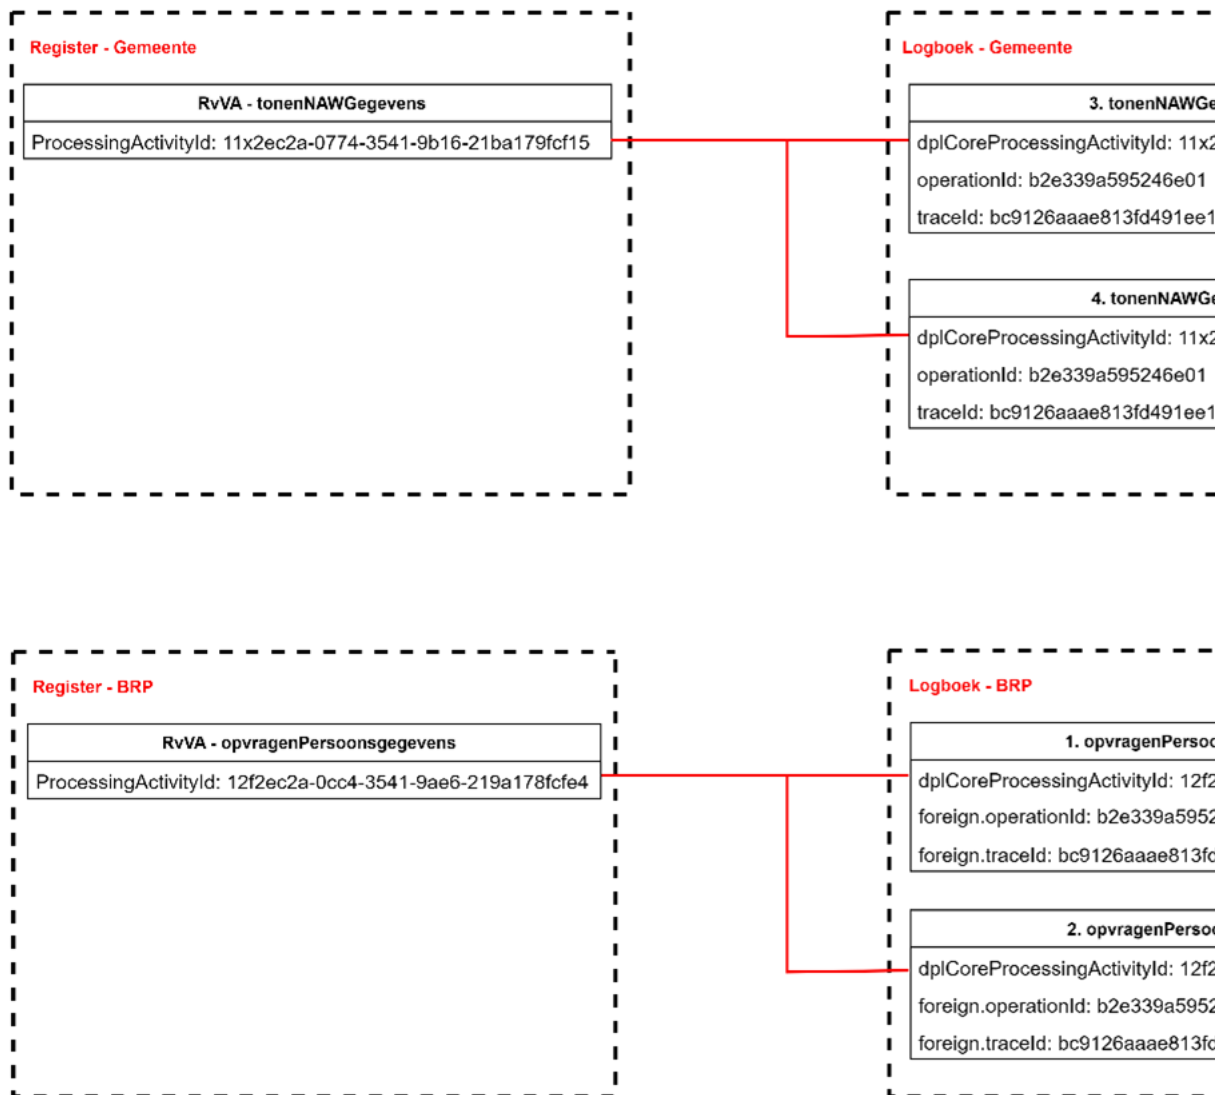 Register - Gemeente
RvVA - tonenNAWGegevens
ProcessingActivityId: 11x2ec2a-0774-3541-9b16-21ba179fcf15
Logboek - Gemeente
3. tonenNAWGe
dplCoreProcessingActivityId: 11x2
operationId: b2e339a595246e01
traceId: bc9126aaae813fd491ee1
4. tonenNAWGe
dplCoreProcessingActivityId: 11x2
operationId: b2e339a595246e01
traceId: bc9126aaae813fd491ee1
Register - BRP
RvVA - opvragenPersoonsgegevens
ProcessingActivityId: 12f2ec2a-0cc4-3541-9ae6-219a178fcfe4
Logboek - BRP
1. opvragenPersoo
dplCoreProcessingActivityId: 12f2
foreign.operationId: b2e339a5952
foreign.traceId: bc9126aaae813fd
2. opvragenPersoo
dplCoreProcessingActivityId: 12f2
foreign.operationId: b2e339a5952
foreign.traceId: bc9126aaae813fd